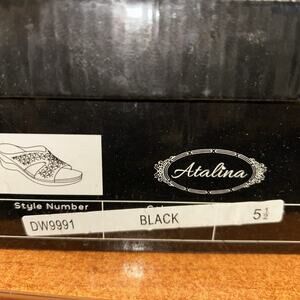 Atalina
Style Number
DW9991 BLACK 5½